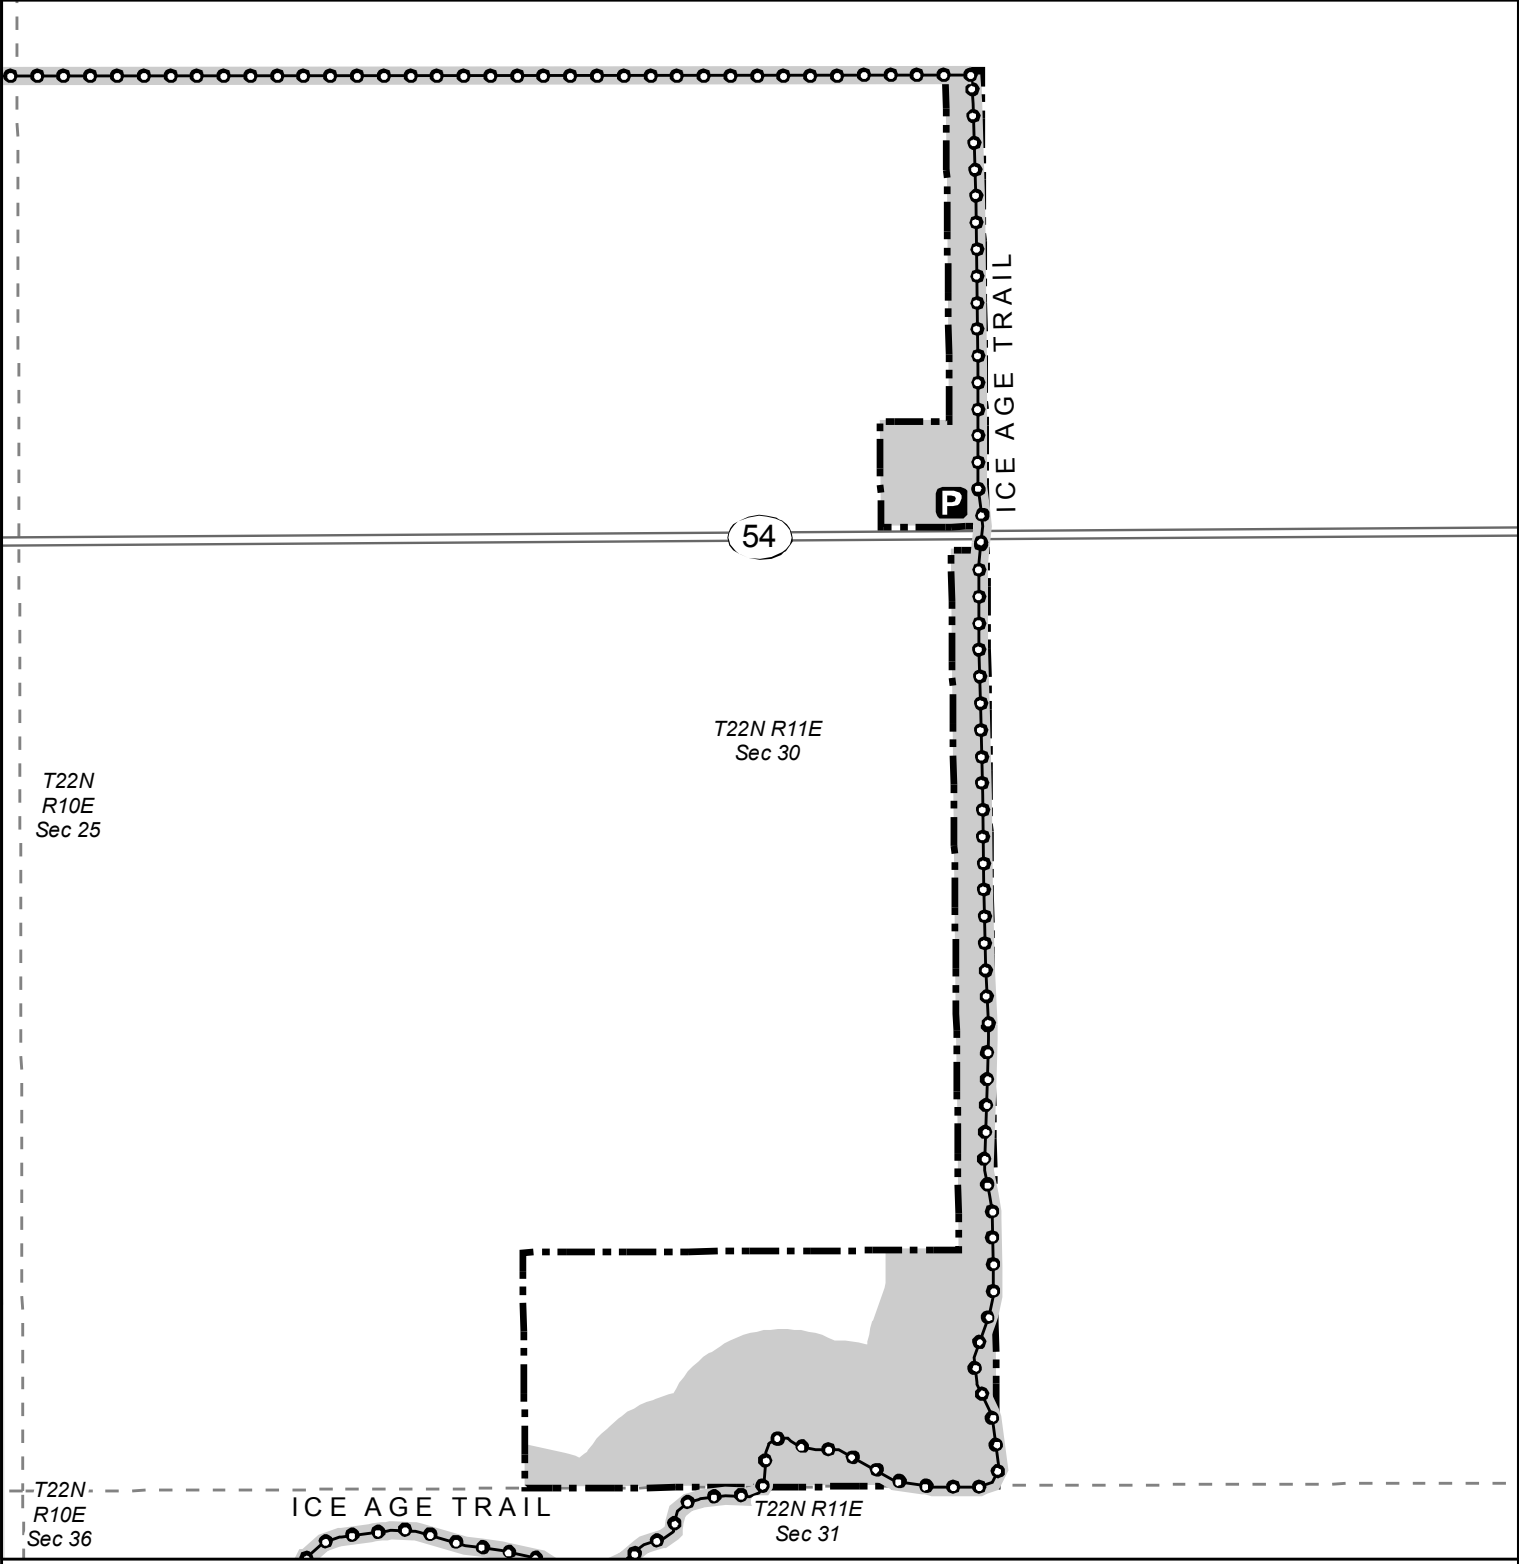 ICE AGE TRAIL
P
54
T22N R11E
Sec 30
T22N
R10E
Sec 25
T22N
R10E
Sec 36
ICE AGE TRAIL
T22N R11E
Sec 31